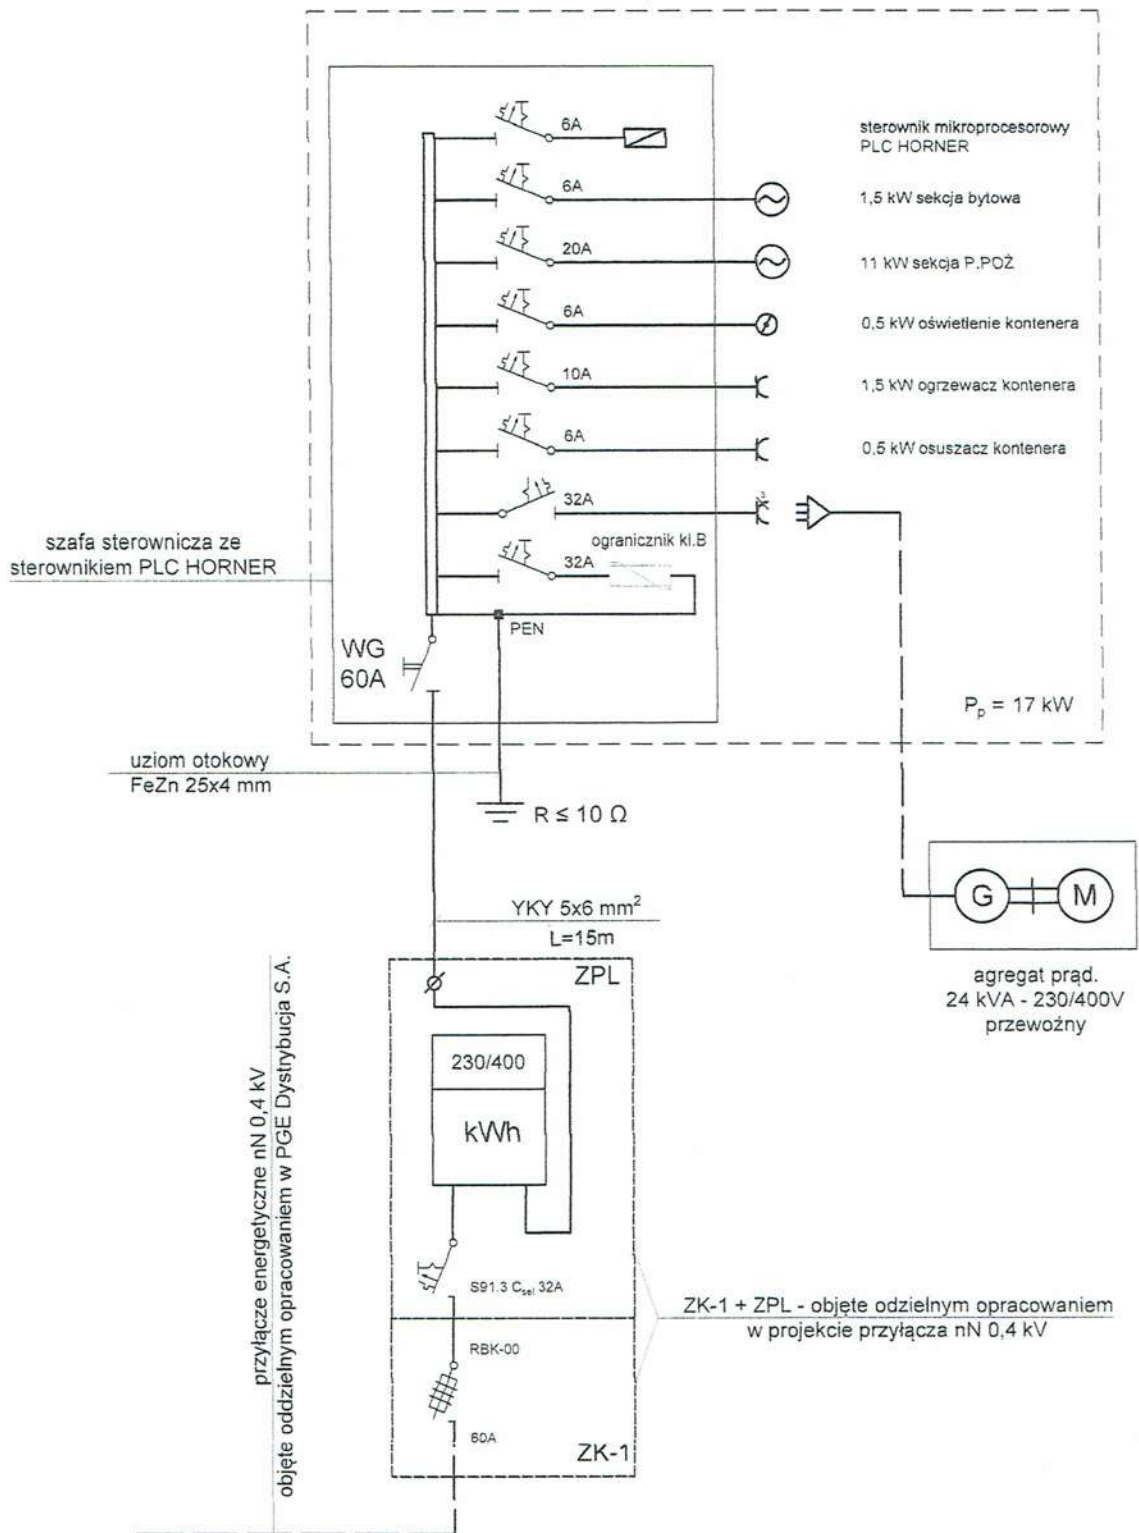 6A
sterownik mikroprocesorowy
PLC HORNER
6A
1,5 kW sekcja bytowa
20A
11 kW sekcja P.POŻ
6A
0,5 kW oświetlenie kontenera
10A
1,5 kW ogrzewacz kontenera
6A
0,5 kW osuszacz kontenera
32A
3
szafa sterownicza ze
sterownikiem PLC HORNER
ogranicznik kl.B
32A
PEN
WG
60A
Pp = 17 kW
uziom otokowy
FeZn 25x4 mm
R ≤ 10 Ω
G
M
agregat prąd.
24 kVA - 230/400V
przewoźny
YKY 5x6 mm²
L=15m
ZPL
230/400
kWh
S91.3 Csel 32A
ZK-1 + ZPL - objęte odzielnym opracowaniem
w projekcie przyłącza nN 0,4 kV
RBK-00
60A
ZK-1
przyłącze energetyczne nN 0,4 kV
objęte oddzielnym opracowaniem w PGE Dystrybucja S.A.